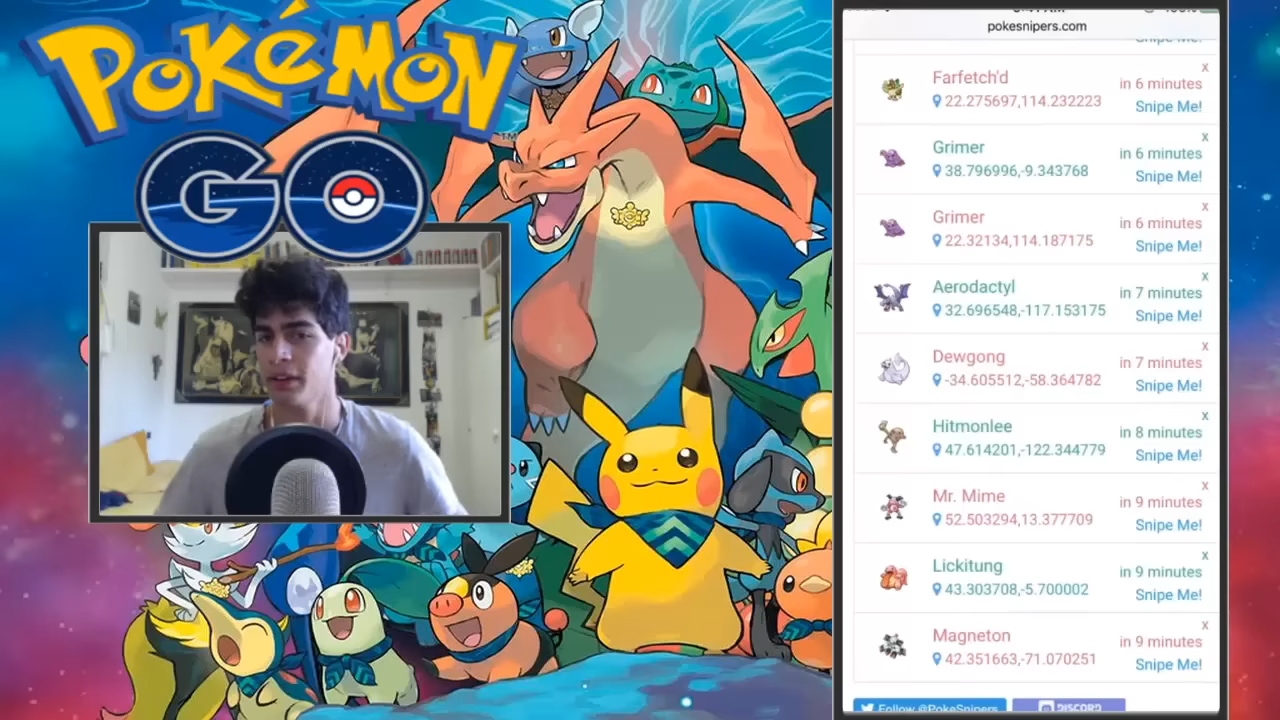 POKéMON
TM
GO
pokesnipers.com
Snipe Me!
Farfetch'd
x
in 6 minutes
22.275697,114.232223
Snipe Me!
Grimer
x
in 6 minutes
38.796996,-9.343768
Snipe Me!
Grimer
x
in 6 minutes
22.32134,114.187175
Snipe Me!
Aerodactyl
x
in 7 minutes
32.696548,-117.153175
Snipe Me!
Dewgong
x
in 7 minutes
-34.605512,-58.364782
Snipe Me!
Hitmonlee
x
in 8 minutes
47.614201,-122.344779
Snipe Me!
Mr. Mime
x
in 9 minutes
52.503294,13.377709
Snipe Me!
Lickitung
x
in 9 minutes
43.303708,-5.700002
Snipe Me!
Magneton
x
in 9 minutes
42.351663,-71.070251
Snipe Me!
Follow @PokeSnipers
DISCORD